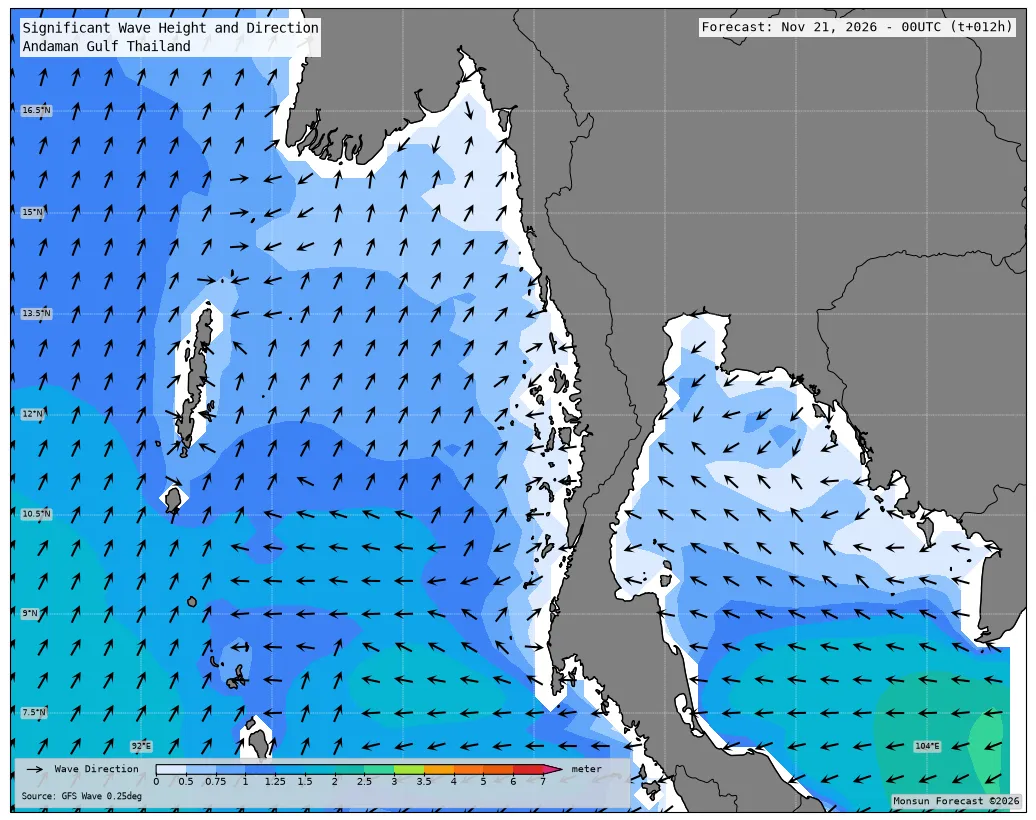 Significant Wave Height and Direction
Andaman Gulf Thailand
Forecast: Nov 21, 2026 - 00UTC (t+012h)
16.5°N
15°N
13.5°N
12°N
10.5°N
9°N
7.5°N
92°E
104°E
Wave Direction
meter
0 0.5 0.75 1 1.25 1.5 2 2.5 3 3.5 4 5 6 7
Source: GFS Wave 0.25deg
Monsun Forecast ©2026